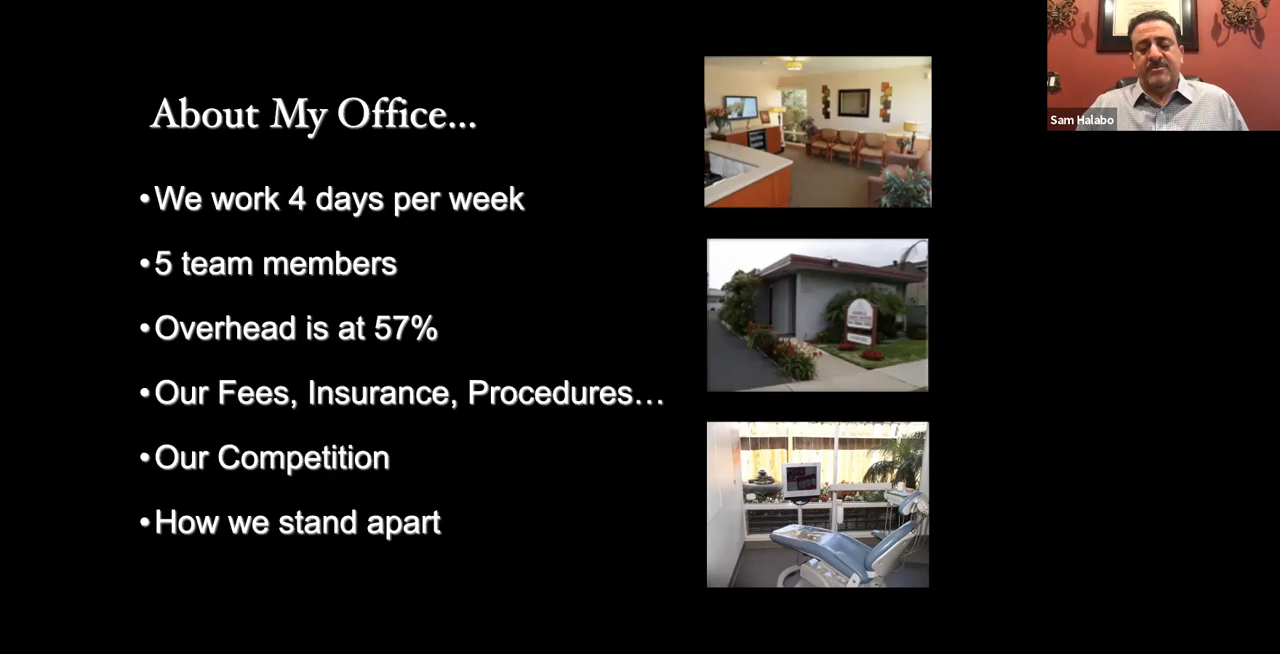 About My Office...
•We work 4 days per week
•5 team members
•Overhead is at 57%
•Our Fees, Insurance, Procedures…
•Our Competition
•How we stand apart
Sam Halabo